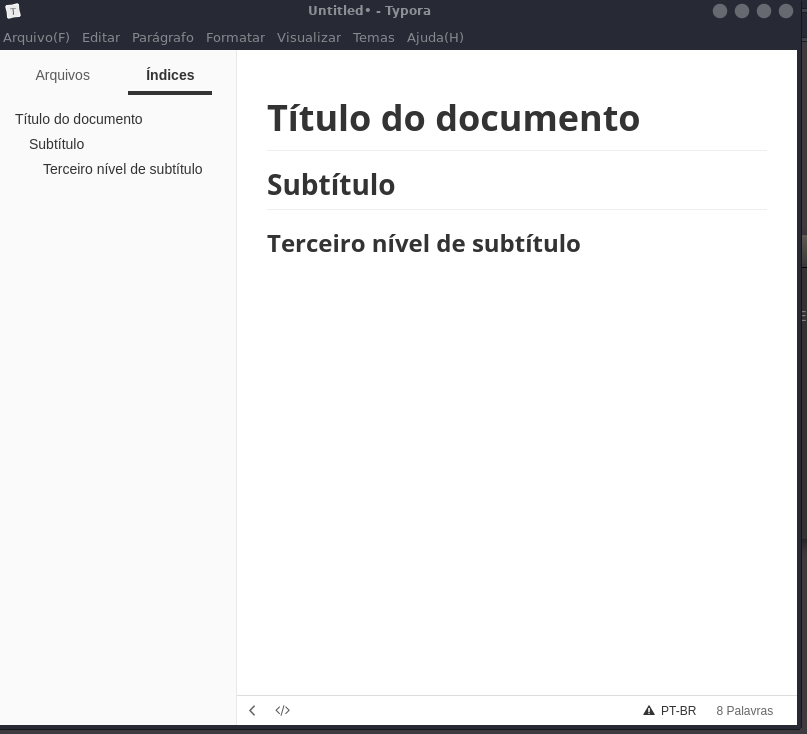 Untitled• - Typora
Arquivo(F) Editar Parágrafo Formatar Visualizar Temas Ajuda(H)
Arquivos Índices
Título do documento
Subtítulo
Terceiro nível de subtítulo
Título do documento
Subtítulo
Terceiro nível de subtítulo
PT-BR 8 Palavras